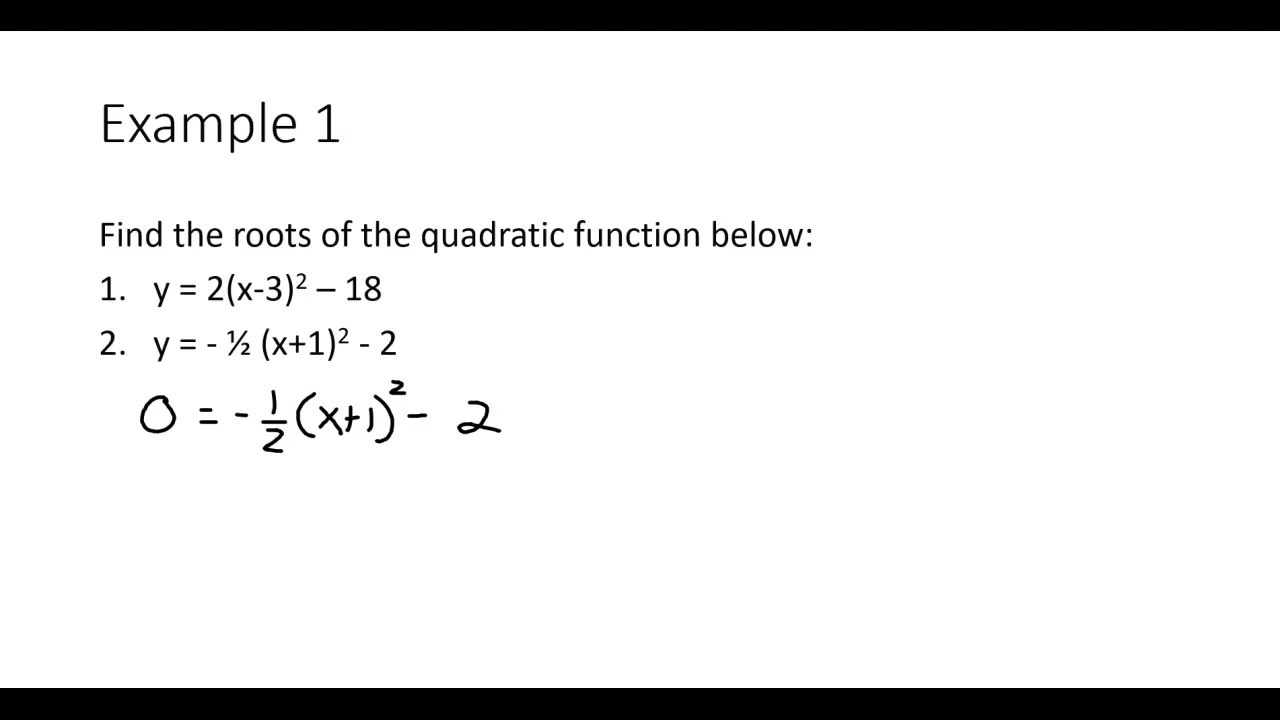 Example 1
Find the roots of the quadratic function below:
1. y = 2(x-3)² – 18
2. y = - ½ (x+1)² - 2
0 = - 1/2 (x+1)² - 2